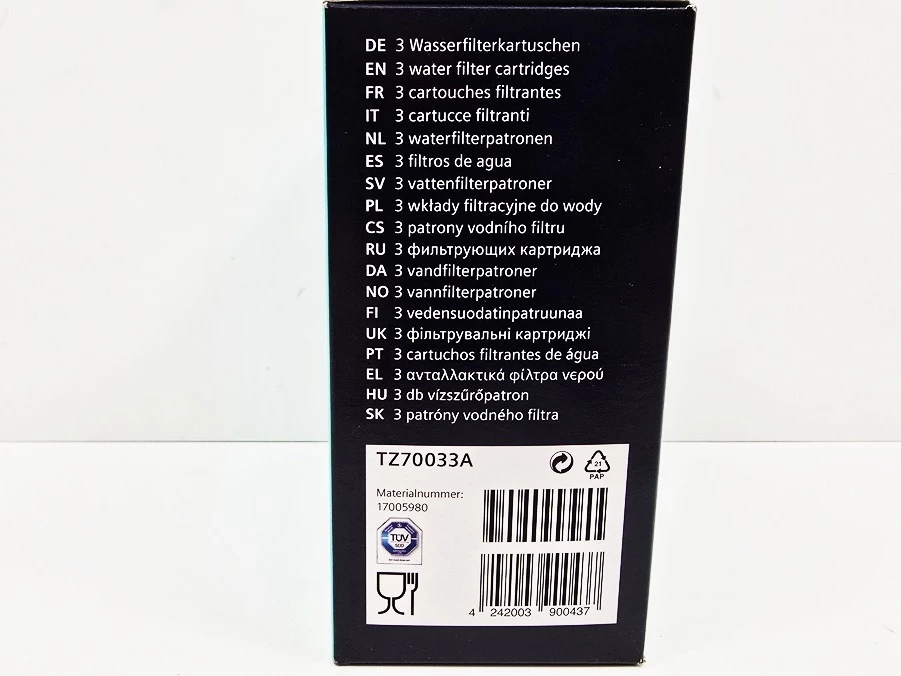 DE 3 Wasserfilterkartuschen
EN 3 water filter cartridges
FR 3 cartouches filtrantes
IT 3 cartucce filtranti
NL 3 waterfilterpatronen
ES 3 filtros de agua
SV 3 vattenfilterpatroner
PL 3 wkłady filtracyjne do wody
CS 3 patrony vodního filtru
RU 3 фильтрующих картриджа
DA 3 vandfilterpatroner
NO 3 vannfilterpatroner
FI 3 vedensuodatinpatruunaa
UK 3 фільтрувальні картриджі
PT 3 cartuchos filtrantes de água
EL 3 ανταλλακτικά φίλτρα νερού
HU 3 db vízszűrőpatron
SK 3 patróny vodného filtra
TZ70033A
21
PAP
Materialnummer:
17005980
TÜV
SÜD
4 242003 900437